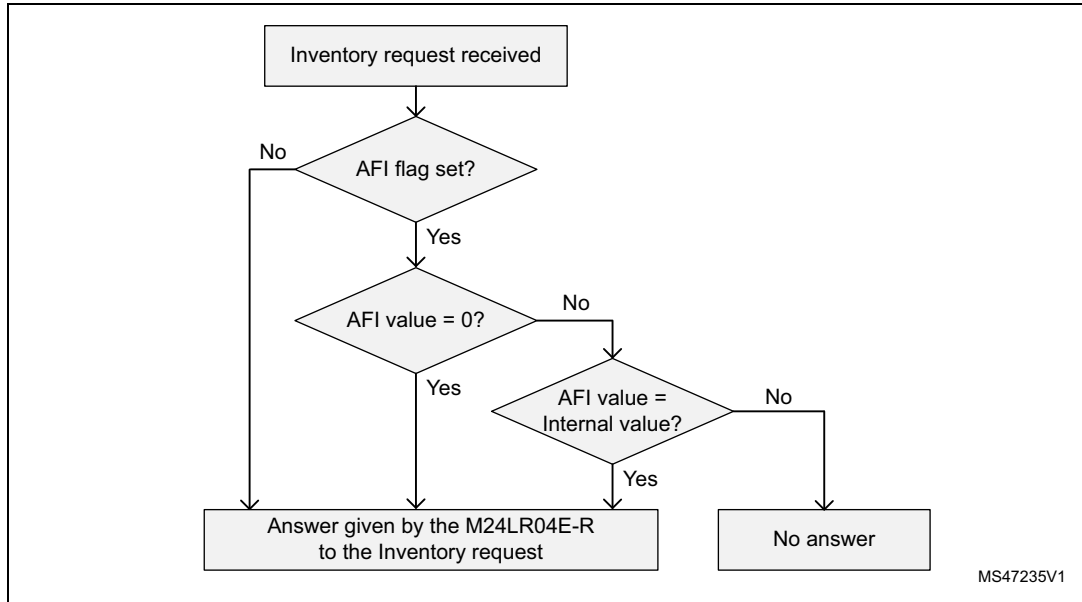 Inventory request received
AFI flag set?
No
Yes
AFI value = 0?
No
Yes
AFI value =
Internal value?
No
Yes
Answer given by the M24LR04E-R
to the Inventory request
No answer
MS47235V1